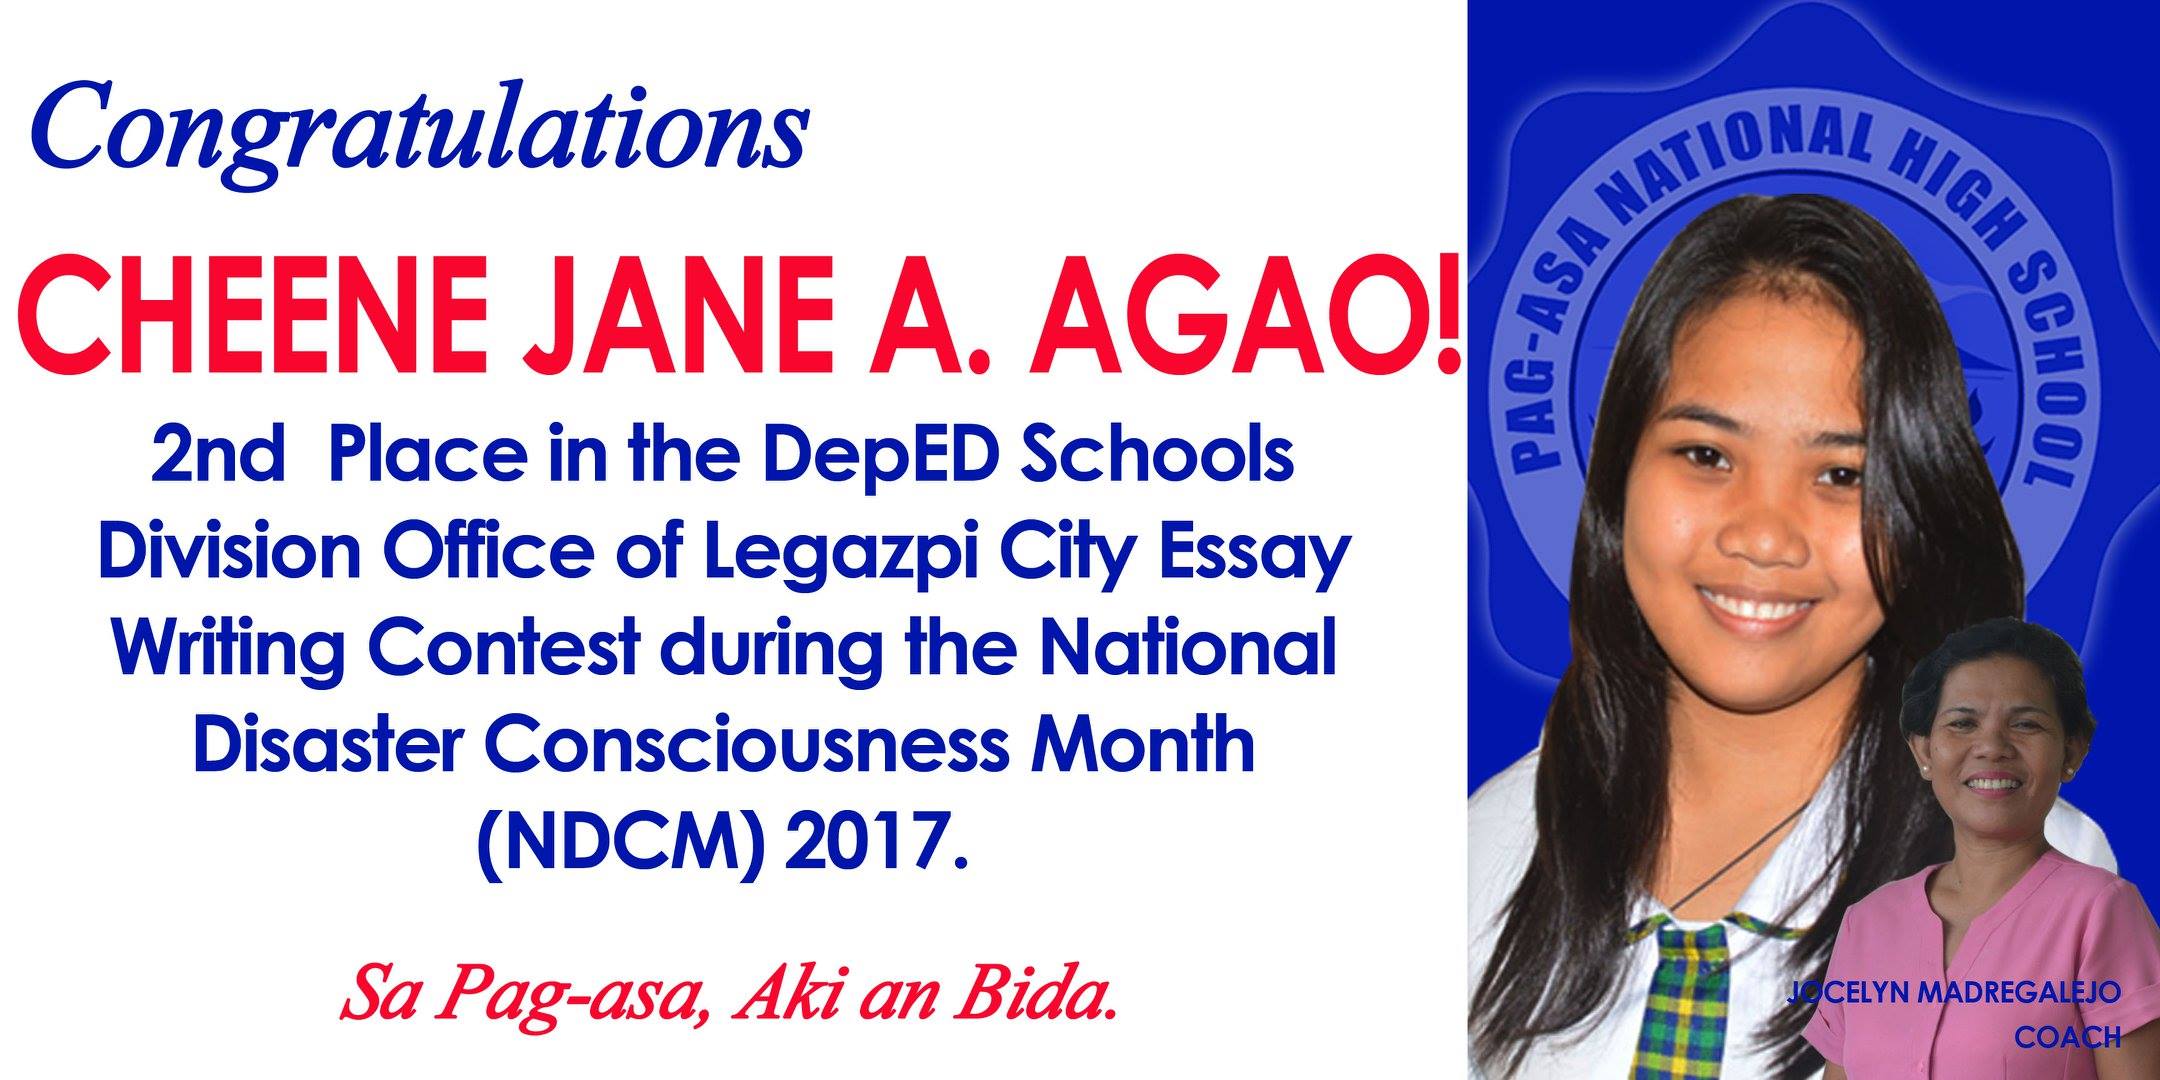 Congratulations
CHEENE JANE A. AGAO!
2nd Place in the DepED Schools
Division Office of Legazpi City Essay
Writing Contest during the National
Disaster Consciousness Month
(NDCM) 2017.
Sa Pag-asa, Aki an Bida.
PAG-ASA NATIONAL HIGH SCHOOL
JOCELYN MADREGALEJO
COACH